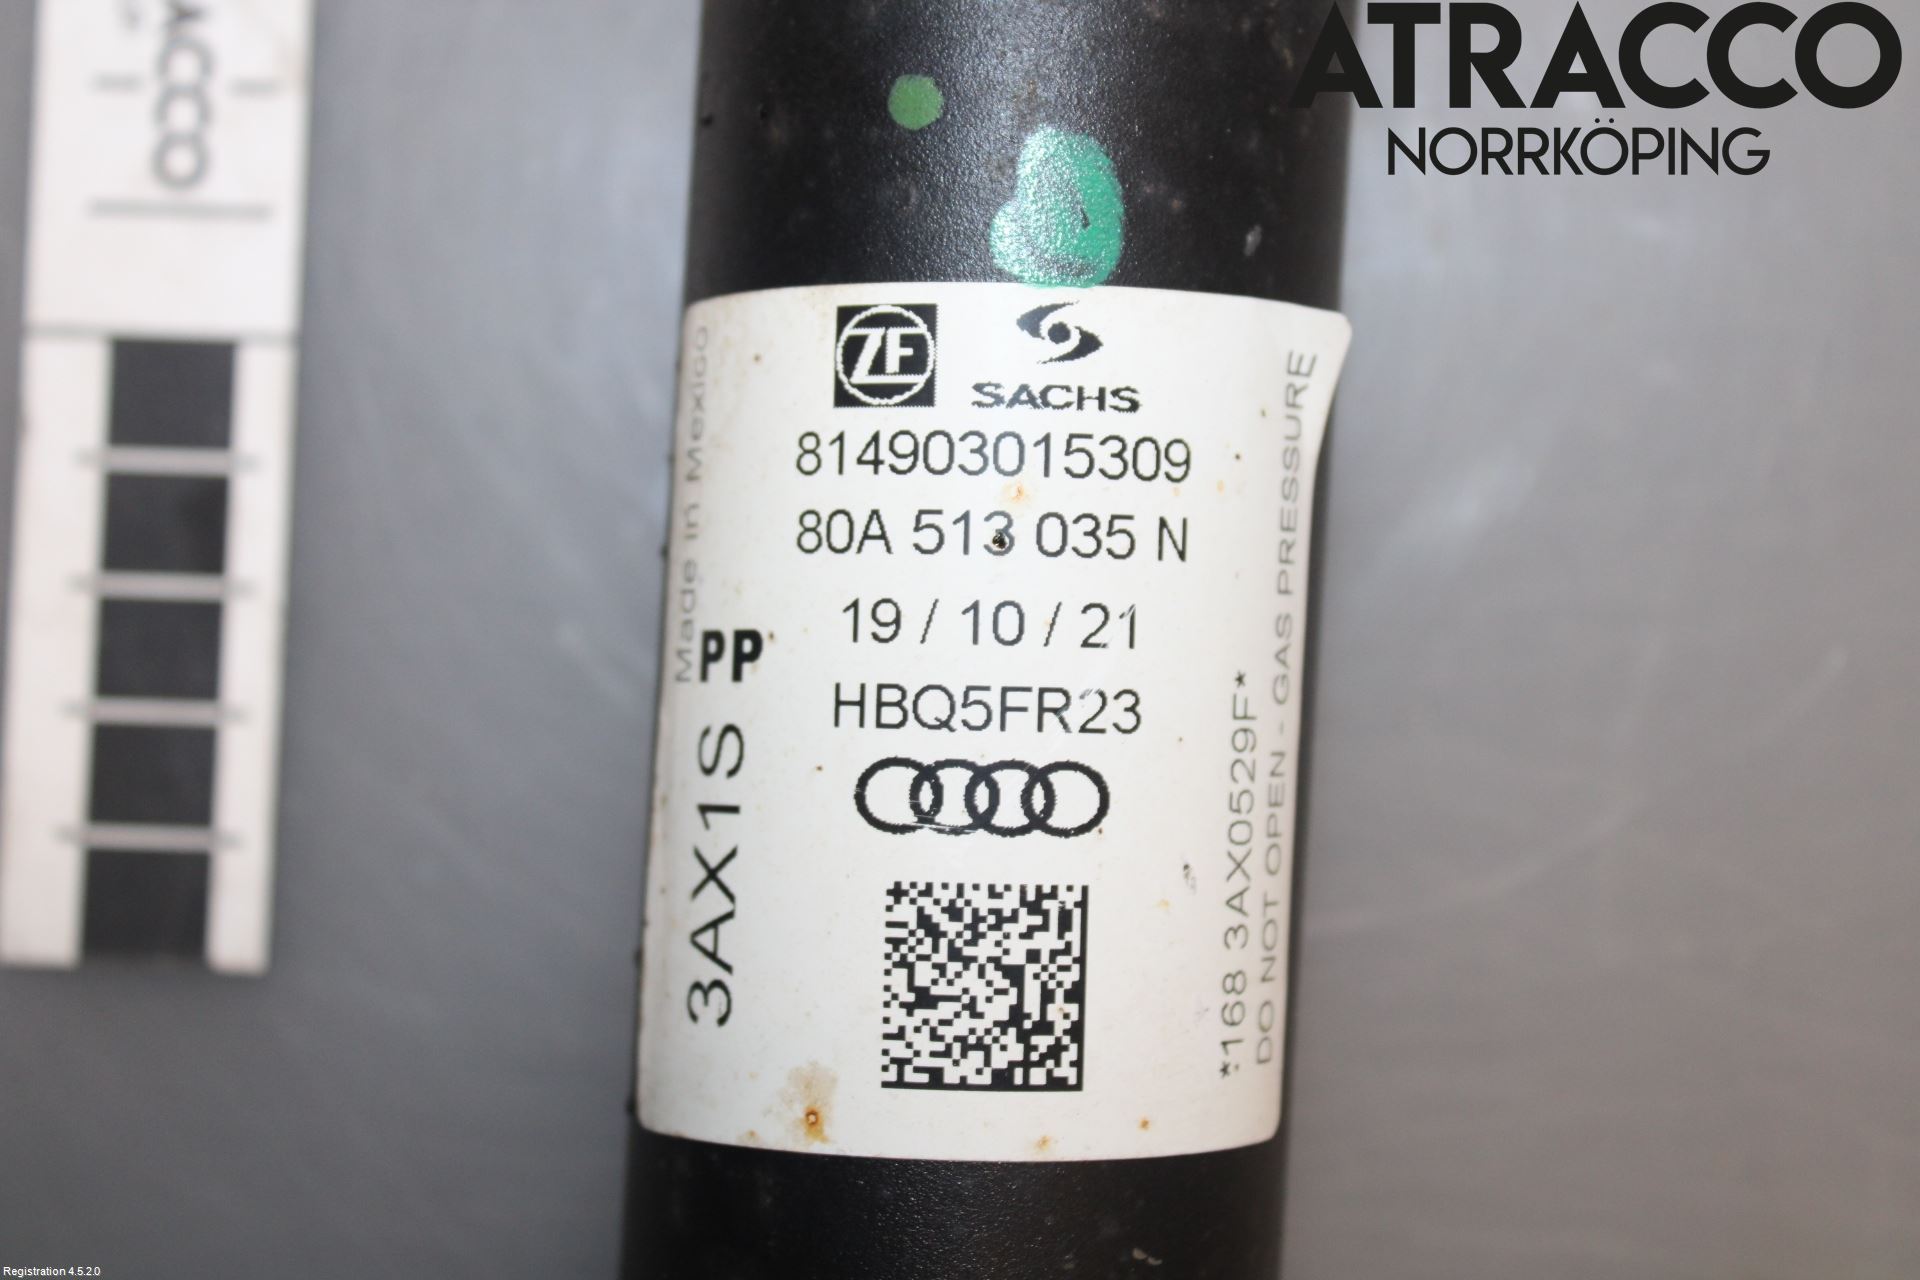 ATRACCO
NORRKÖPING
ACCO
ZF
SACHS
814903015309
80A 513 035 N
19 / 10 / 21
HBQ5FR23
Made in Mexico
PP
3AX1S
*168 3AX0529F*
DO NOT OPEN - GAS PRESSURE
Registration 4.5.2.0